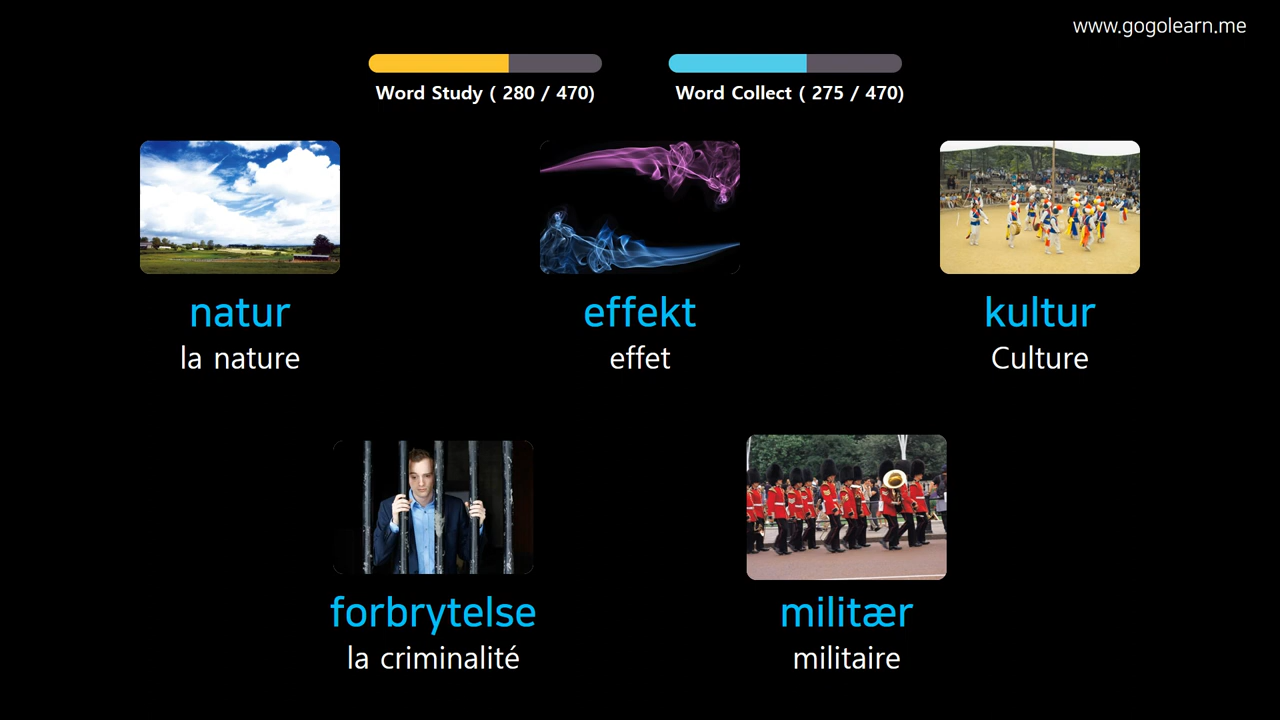 www.gogolearn.me
Word Study ( 280 / 470)
Word Collect ( 275 / 470)
natur
la nature
effekt
effet
kultur
Culture
forbrytelse
la criminalité
militær
militaire